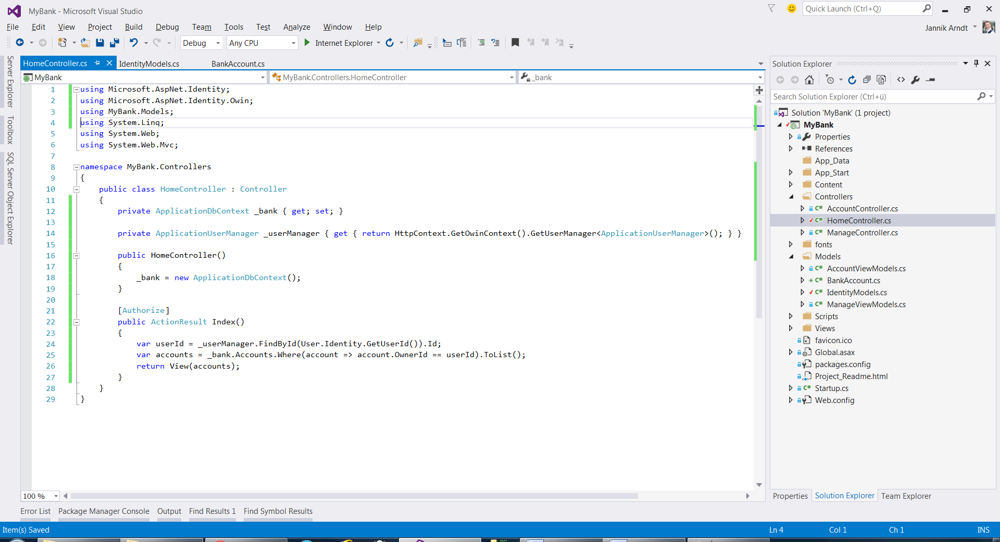 MyBank - Microsoft Visual Studio
Quick Launch (Ctrl+Q)
File Edit View Project Build Debug Team Tools Test Analyze Window Help
Jannik Arndt
Debug Any CPU Internet Explorer
Server Explorer
Toolbox
SQL Server Object Explorer
HomeController.cs IdentityModels.cs BankAccount.cs
MyBank MyBank.Controllers.HomeController _bank
1 using Microsoft.AspNet.Identity;
2 using Microsoft.AspNet.Identity.Owin;
3 using MyBank.Models;
4 using System.Linq;
5 using System.Web;
6 using System.Web.Mvc;
7
8 namespace MyBank.Controllers
9 {
10 public class HomeController : Controller
11 {
12 private ApplicationDbContext _bank { get; set; }
13
14 private ApplicationUserManager _userManager { get { return HttpContext.GetOwinContext().GetUserManager<ApplicationUserManager>(); } }
15
16 public HomeController()
17 {
18 _bank = new ApplicationDbContext();
19 }
20
21 [Authorize]
22 public ActionResult Index()
23 {
24 var userId = _userManager.FindById(User.Identity.GetUserId()).Id;
25 var accounts = _bank.Accounts.Where(account => account.OwnerId == userId).ToList();
26 return View(accounts);
27 }
28 }
29 }
100 %
Solution Explorer
Search Solution Explorer (Ctrl+ü)
Solution 'MyBank' (1 project)
MyBank
Properties
References
App_Data
App_Start
Content
Controllers
C# AccountController.cs
C# HomeController.cs
C# ManageController.cs
fonts
Models
C# AccountViewModels.cs
C# BankAccount.cs
C# IdentityModels.cs
C# ManageViewModels.cs
Scripts
Views
favicon.ico
Global.asax
packages.config
Project_Readme.html
C# Startup.cs
Web.config
Properties Solution Explorer Team Explorer
Error List Package Manager Console Output Find Results 1 Find Symbol Results
Item(s) Saved Ln 4 Col 1 Ch 1 INS